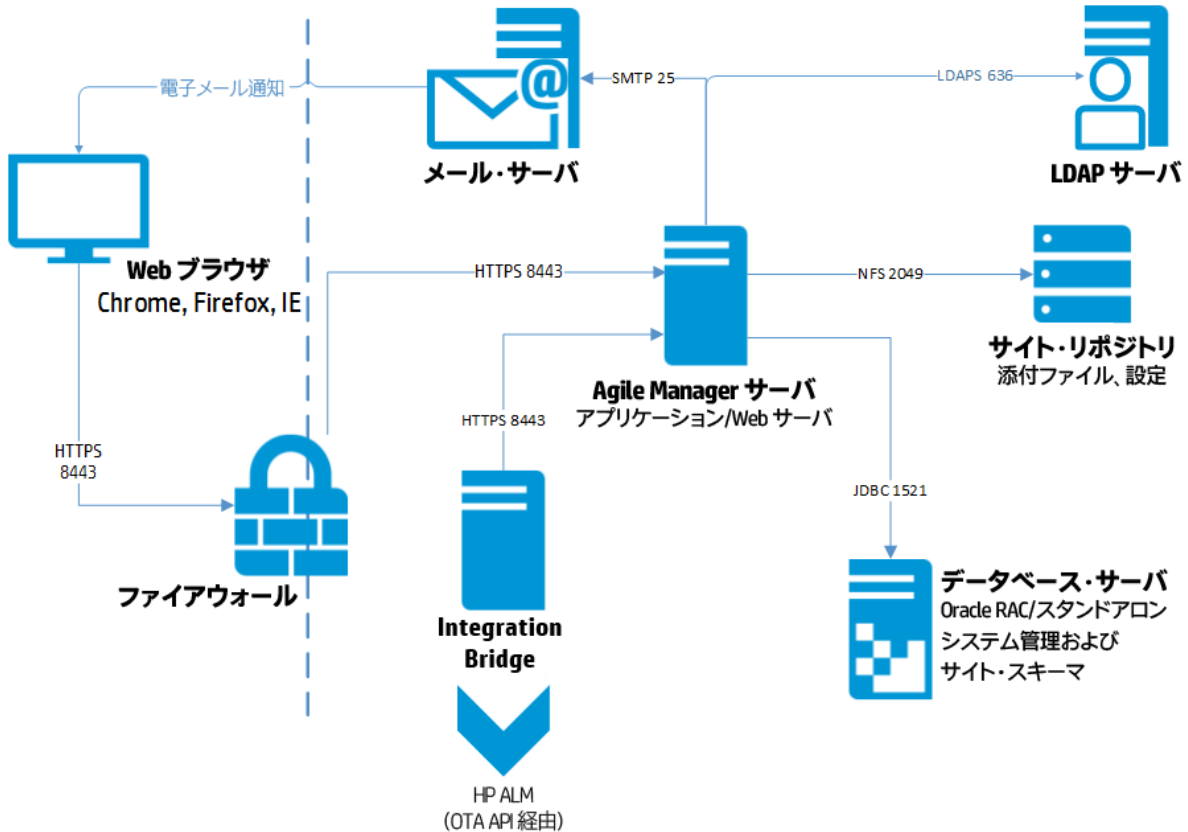 電子メール通知
SMTP 25
LDAPS 636
メール・サーバ
LDAP サーバ
Web ブラウザ
Chrome, Firefox, IE
HTTPS 8443
NFS 2049
サイト・リポジトリ
添付ファイル、設定
Agile Manager サーバ
アプリケーション/Web サーバ
HTTPS 8443
HTTPS
8443
JDBC 1521
ファイアウォール
Integration
Bridge
データベース・サーバ
Oracle RAC/スタンドアロン
システム管理および
サイト・スキーマ
HP ALM
(OTA API 経由)